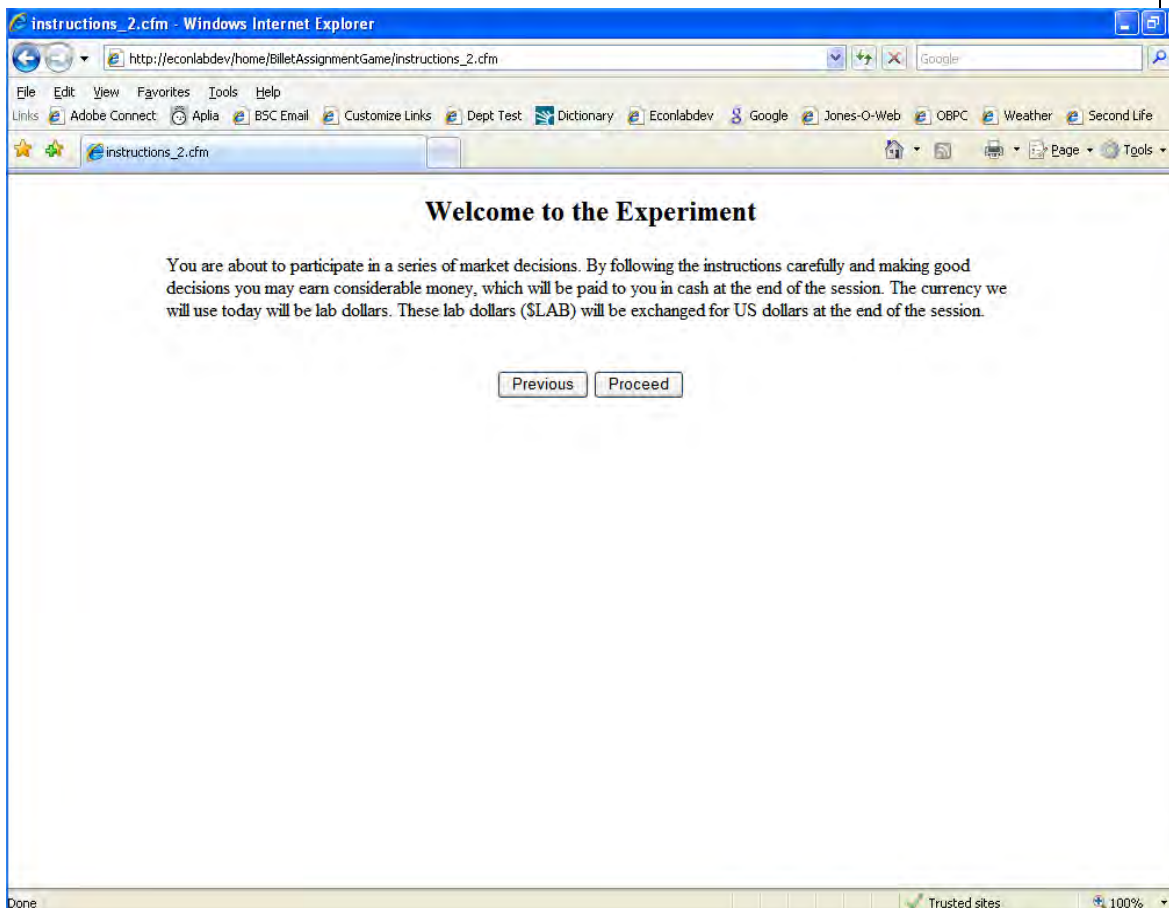 instructions_2.cfm - Windows Internet Explorer
http://econlabdev/home/BilletAssignmentGame/instructions_2.cfm Google
File Edit View Favorites Tools Help
Links Adobe Connect Aplia BSC Email Customize Links Dept Test Dictionary Econlabdev Google Jones-O-Web OBPC Weather Second Life
instructions_2.cfm Page Tools
Welcome to the Experiment
You are about to participate in a series of market decisions. By following the instructions carefully and making good
decisions you may earn considerable money, which will be paid to you in cash at the end of the session. The currency we
will use today will be lab dollars. These lab dollars ($LAB) will be exchanged for US dollars at the end of the session.
Previous Proceed
Done Trusted sites 100%